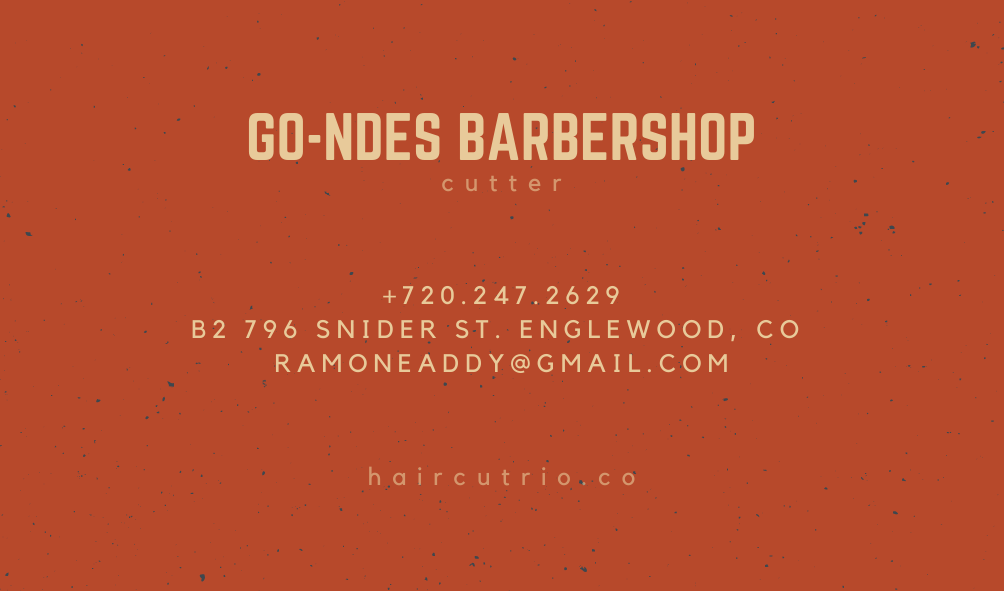 GO-NDES BARBERSHOP
cutter
+720.247.2629
B2 796 SNIDER ST. ENGLEWOOD, CO
RAMONEADDY@GMAIL.COM
haircutrio.co